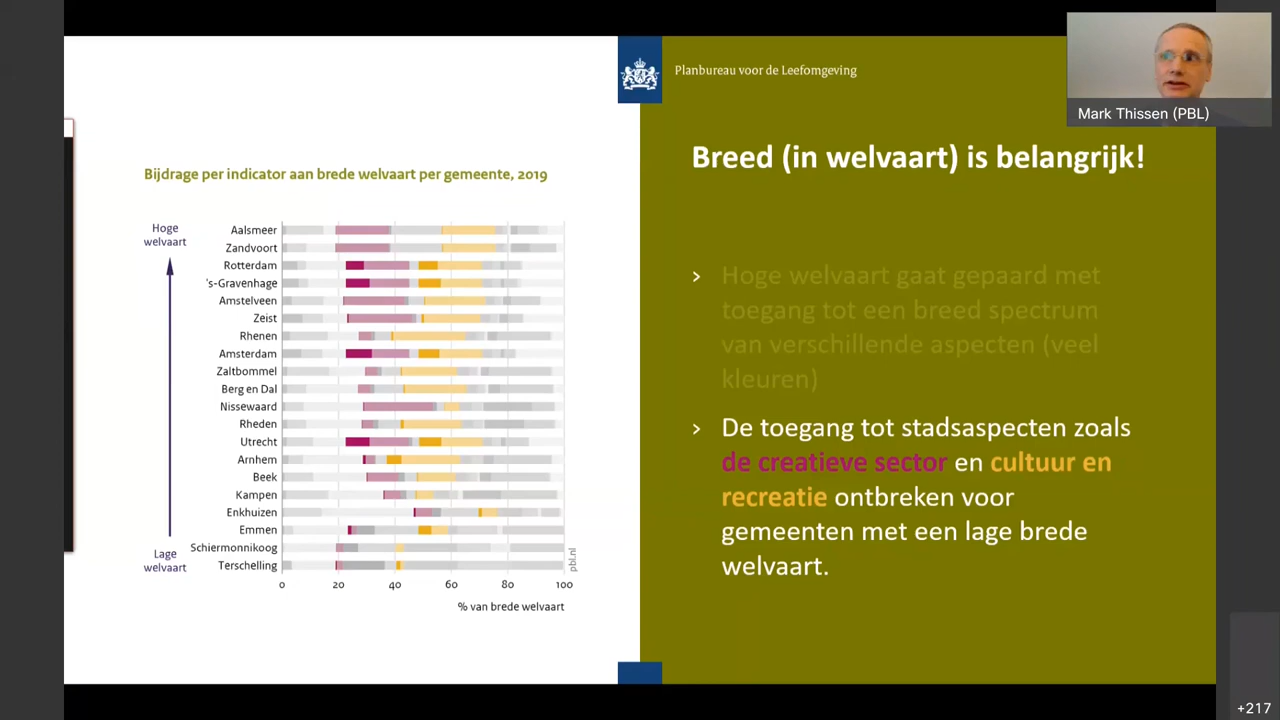 Planbureau voor de Leefomgeving
Mark Thissen (PBL)
Breed (in welvaart) is belangrijk!
Bijdrage per indicator aan brede welvaart per gemeente, 2019
Hoge
welvaart
Aalsmeer
Zandvoort
Rotterdam
's-Gravenhage
Amstelveen
Zeist
Rhenen
Amsterdam
Zaltbommel
Berg en Dal
Nissewaard
Rheden
Utrecht
Arnhem
Beek
Kampen
Enkhuizen
Emmen
Schiermonnikoog
Terschelling
Lage
welvaart
0 20 40 60 80 100
% van brede welvaart
pbl.nl
› Hoge welvaart gaat gepaard met
toegang tot een breed spectrum
van verschillende aspecten (veel
kleuren)
› De toegang tot stadsaspecten zoals
de creatieve sector en cultuur en
recreatie ontbreken voor
gemeenten met een lage brede
welvaart.
+217